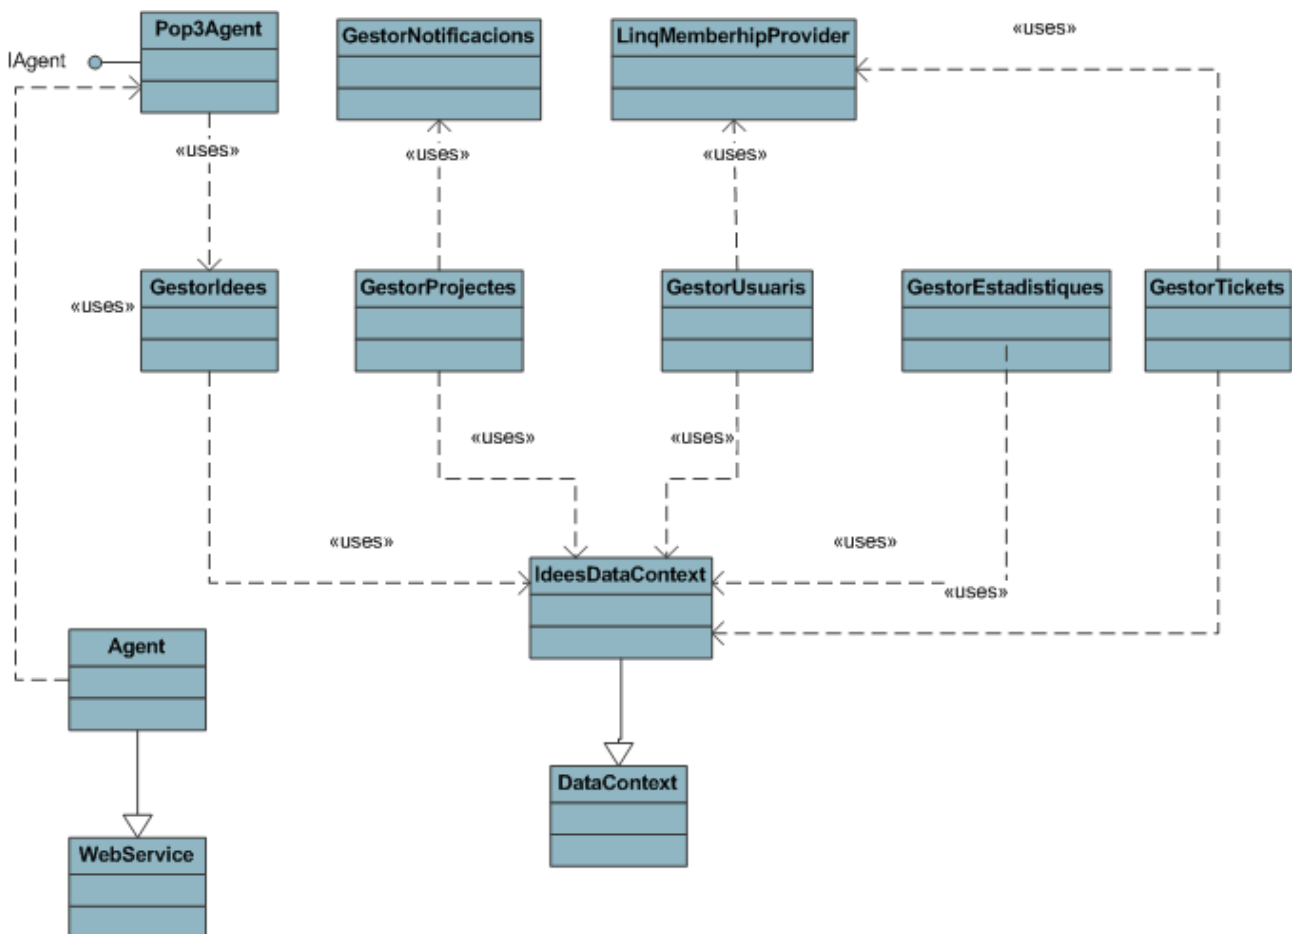 Pop3Agent
GestorNotificacions
LinqMemberhipProvider
«uses»
IAgent
«uses»
«uses»
«uses»
GestorIdees
GestorProjectes
GestorUsuaris
GestorEstadistiques
GestorTickets
«uses»
«uses»
«uses»
«uses»
«uses»
IdeesDataContext
«uses»
Agent
DataContext
WebService